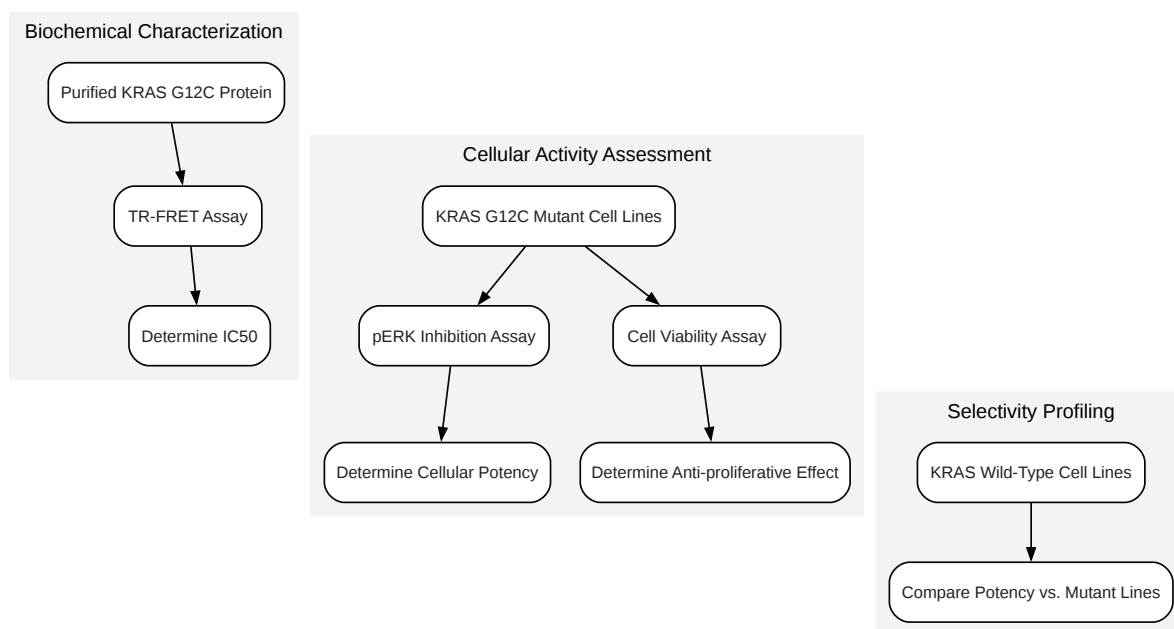 Biochemical Characterization
Purified KRAS G12C Protein
TR-FRET Assay
Determine IC50
Cellular Activity Assessment
KRAS G12C Mutant Cell Lines
pERK Inhibition Assay
Cell Viability Assay
Determine Cellular Potency
Determine Anti-proliferative Effect
Selectivity Profiling
KRAS Wild-Type Cell Lines
Compare Potency vs. Mutant Lines